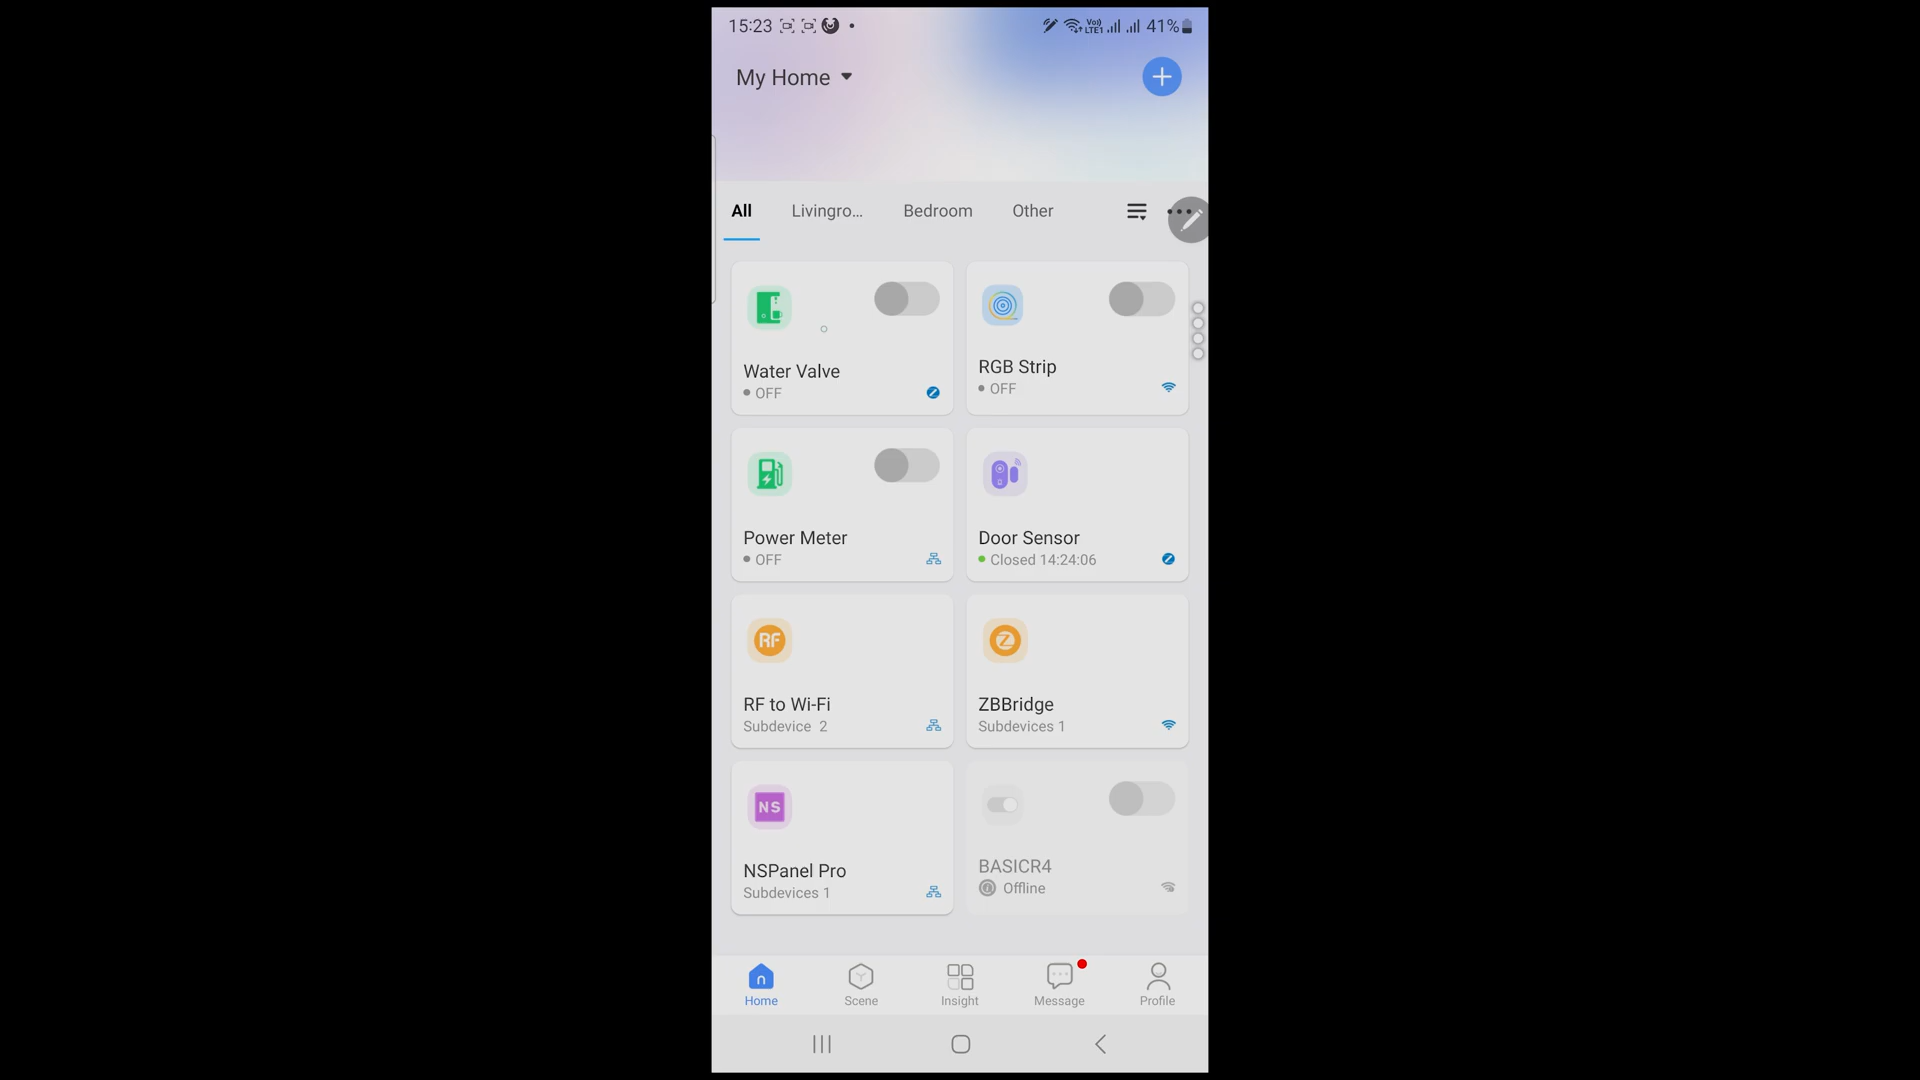 15:23
Vo))
LTE1
41%
My Home
All
Livingro...
Bedroom
Other
Water Valve
OFF
RGB Strip
OFF
Power Meter
OFF
Door Sensor
Closed 14:24:06
RF
RF to Wi-Fi
Subdevice 2
Z
ZBBridge
Subdevices 1
NS
NSPanel Pro
Subdevices 1
BASICR4
Offline
Home
Scene
Insight
Message
Profile